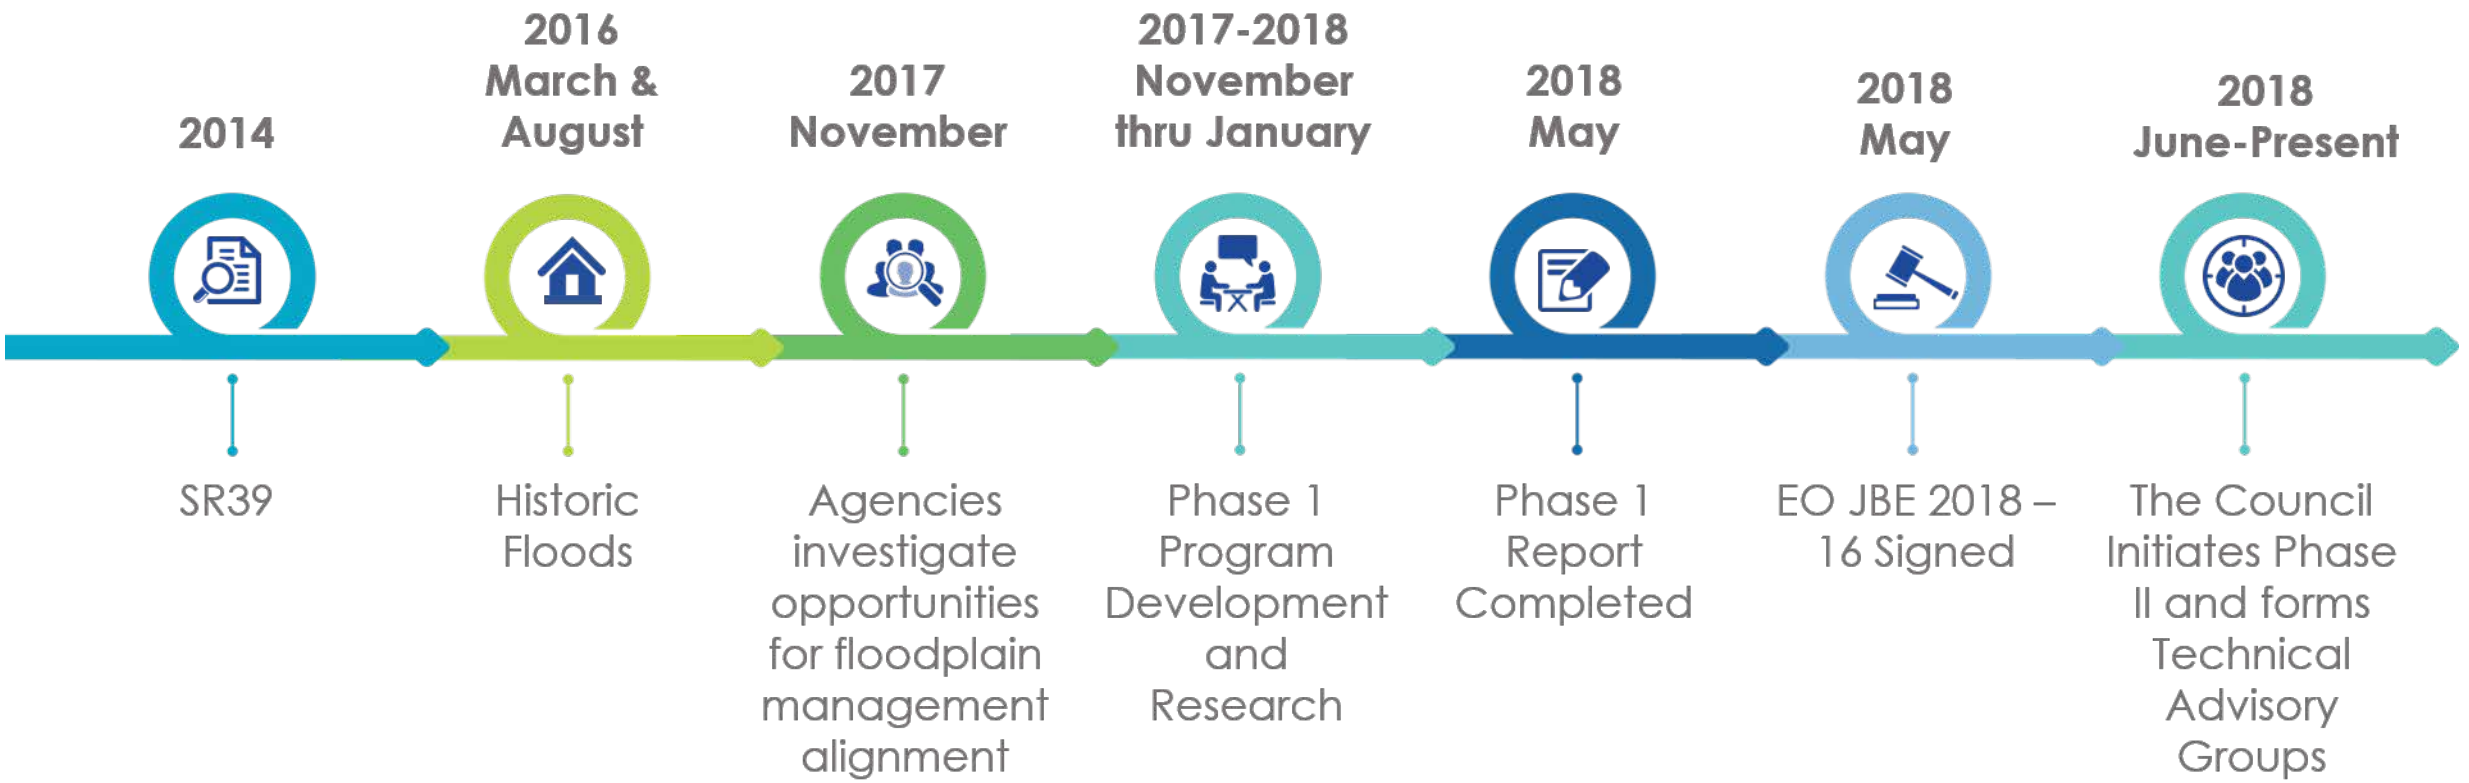 2014
SR39
2016
March &
August
Historic
Floods
2017
November
Agencies
investigate
opportunities
for floodplain
management
alignment
2017-2018
November
thru January
Phase 1
Program
Development
and
Research
2018
May
Phase 1
Report
Completed
2018
May
EO JBE 2018 –
16 Signed
2018
June-Present
The Council
Initiates Phase
II and forms
Technical
Advisory
Groups